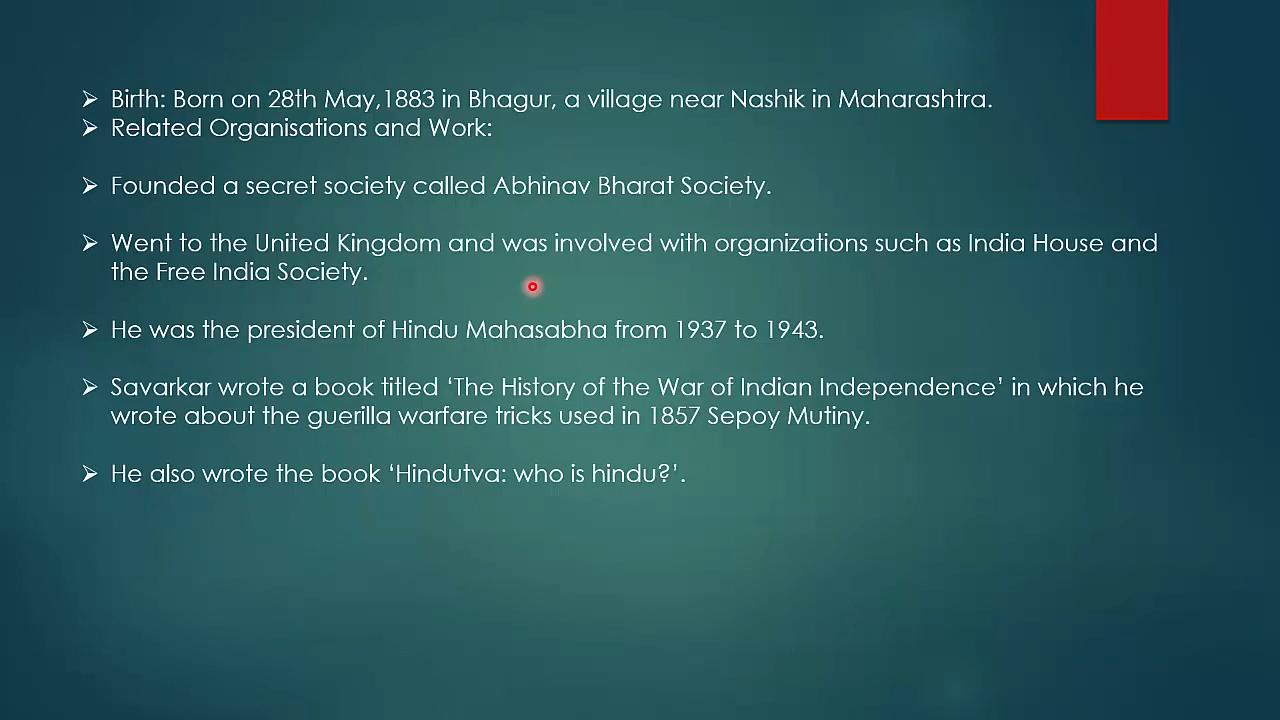 ➢ Birth: Born on 28th May,1883 in Bhagur, a village near Nashik in Maharashtra.
➢ Related Organisations and Work:
➢ Founded a secret society called Abhinav Bharat Society.
➢ Went to the United Kingdom and was involved with organizations such as India House and
the Free India Society.
➢ He was the president of Hindu Mahasabha from 1937 to 1943.
➢ Savarkar wrote a book titled ‘The History of the War of Indian Independence’ in which he
wrote about the guerilla warfare tricks used in 1857 Sepoy Mutiny.
➢ He also wrote the book ‘Hindutva: who is hindu?’.